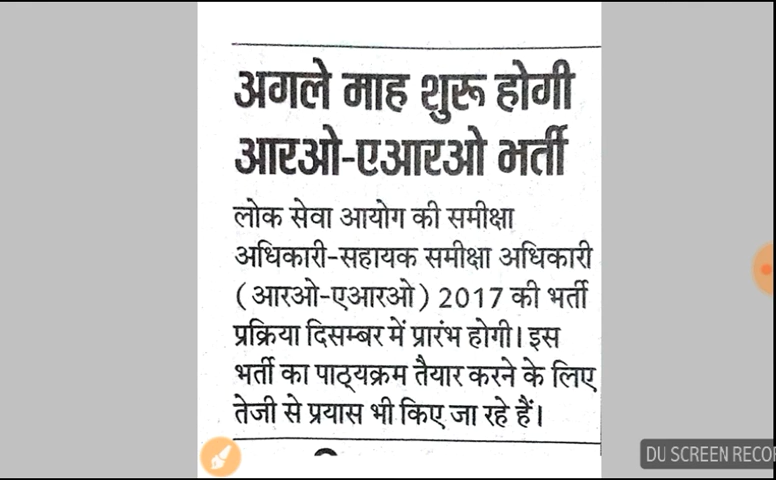 अगले माह शुरू होगी
आरओ-एआरओ भर्ती
लोक सेवा आयोग की समीक्षा
अधिकारी-सहायक समीक्षा अधिकारी
(आरओ-एआरओ) 2017 की भर्ती
प्रक्रिया दिसम्बर में प्रारंभ होगी। इस
भर्ती का पाठ्यक्रम तैयार करने के लिए
तेजी से प्रयास भी किए जा रहे हैं।
DU SCREEN RECOR